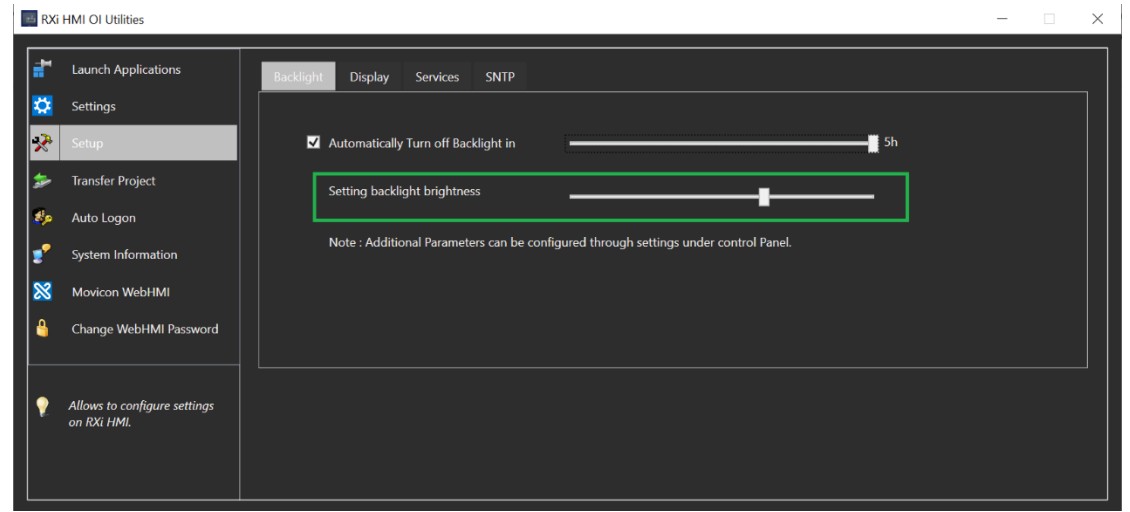 RXi HMI OI Utilities
Launch Applications
Settings
Setup
Transfer Project
Auto Logon
System Information
Movicon WebHMI
Change WebHMI Password
Allows to configure settings
on RXi HMI.
Backlight Display Services SNTP
Automatically Turn off Backlight in 5h
Setting backlight brightness
Note : Additional Parameters can be configured through settings under control Panel.